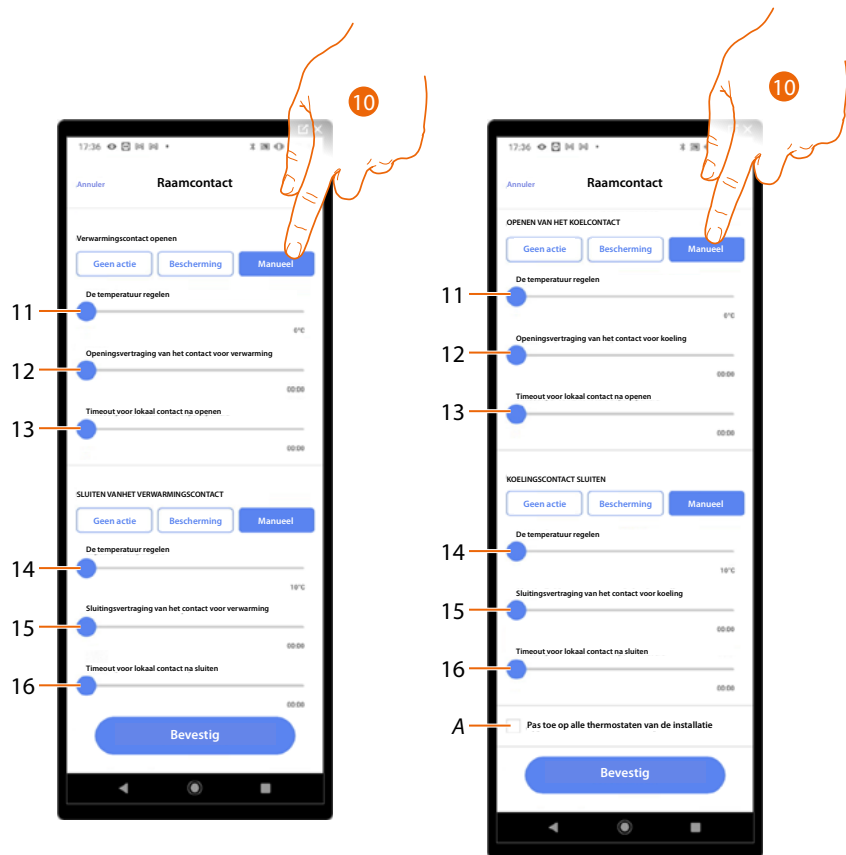 10
17:36
Annuler
Raamcontact
Verwarmingscontact openen
Geen actie Bescherming Manueel
11
De temperatuur regelen
0°C
12
Openingsvertraging van het contact voor verwarming
00:00
13
Timeout voor lokaal contact na openen
00:00
SLUITEN VANHET VERWARMINGSCONTACT
Geen actie Bescherming Manueel
14
De temperatuur regelen
10°C
15
Sluitingsvertraging van het contact voor verwarming
00:00
16
Timeout voor lokaal contact na sluiten
00:00
Bevestig
10
17:36
Annuler
Raamcontact
OPENEN VAN HET KOELCONTACT
Geen actie Bescherming Manueel
11
De temperatuur regelen
0°C
12
Openingsvertraging van het contact voor koeling
00:00
13
Timeout voor lokaal contact na openen
00:00
KOELINGSCONTACT SLUITEN
Geen actie Bescherming Manueel
14
De temperatuur regelen
10°C
15
Sluitingsvertraging van het contact voor koeling
00:00
16
Timeout voor lokaal contact na sluiten
00:00
A
Pas toe op alle thermostaten van de installatie
Bevestig